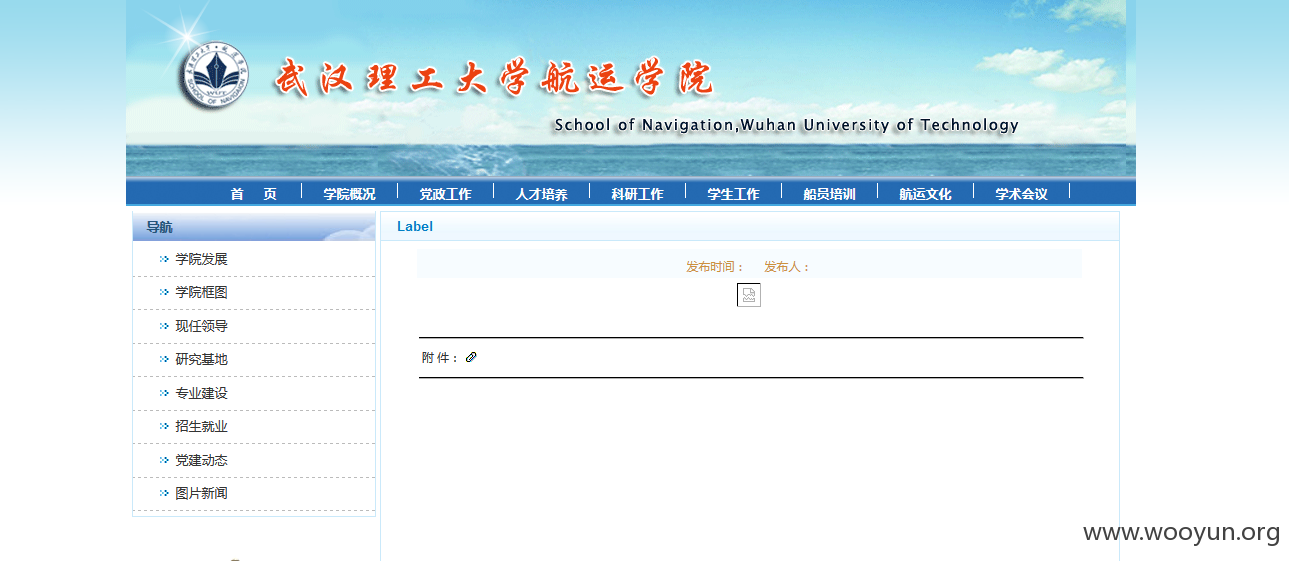 武汉理工大学航运学院
School of Navigation,Wuhan University of Technology
首 页 学院概况 党政工作 人才培养 科研工作 学生工作 船员培训 航运文化 学术会议
导航
学院发展
学院框图
现任领导
研究基地
专业建设
招生就业
党建动态
图片新闻
Label
发布时间： 发布人：
附 件：
www.wooyun.org